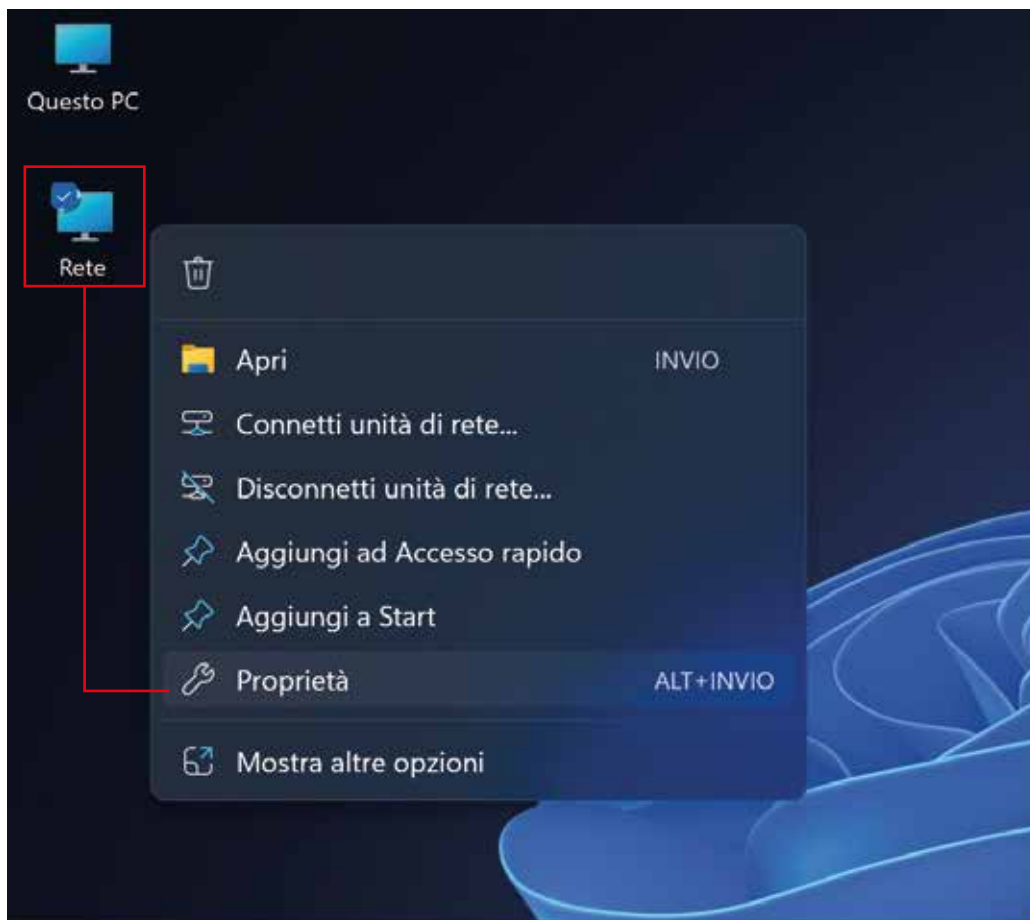 Questo PC
Rete
Apri INVIO
Connetti unità di rete...
Disconnetti unità di rete...
Aggiungi ad Accesso rapido
Aggiungi a Start
Proprietà ALT+INVIO
Mostra altre opzioni